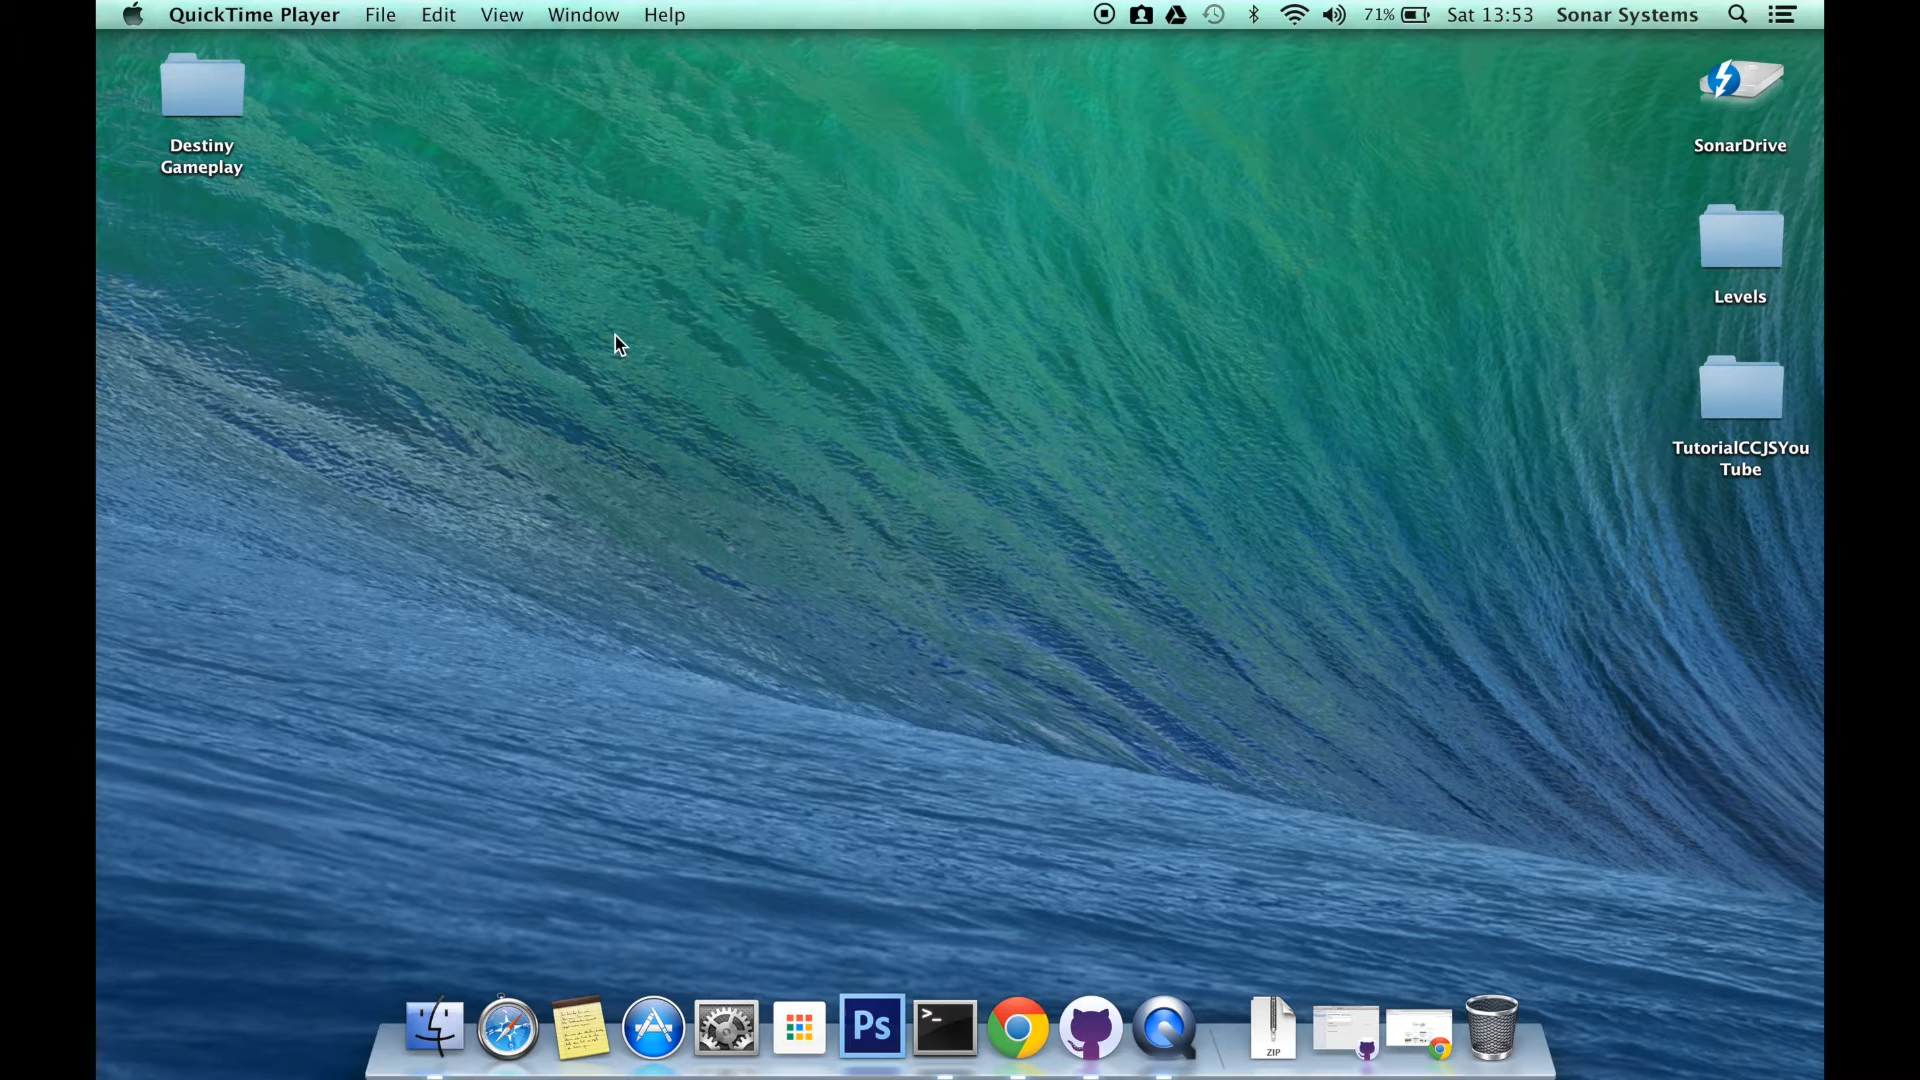 QuickTime Player File Edit View Window Help 71% Sat 13:53 Sonar Systems
Destiny
Gameplay
SonarDrive
Levels
TutorialCCJSYou
Tube
Ps
>_
ZIP